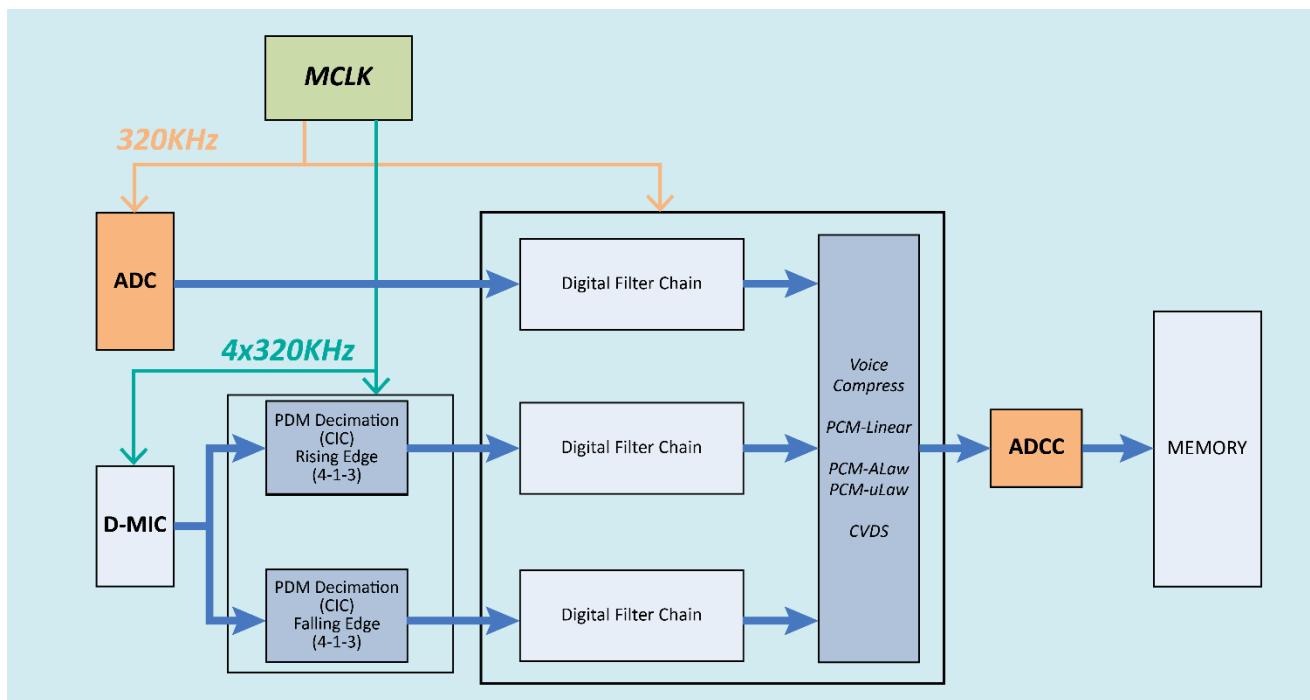 MCLK
320KHz
ADC
Digital Filter Chain
4x320KHz
PDM Decimation
(CIC)
Rising Edge
(4-1-3)
Digital Filter Chain
D-MIC
PDM Decimation
(CIC)
Falling Edge
(4-1-3)
Digital Filter Chain
Voice
Compress
PCM-Linear
PCM-ALaw
PCM-uLaw
CVDS
ADCC
MEMORY